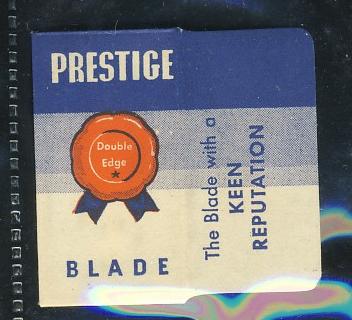 PRESTIGE
Double
Edge
BLADE
The Blade with a
KEEN
REPUTATION